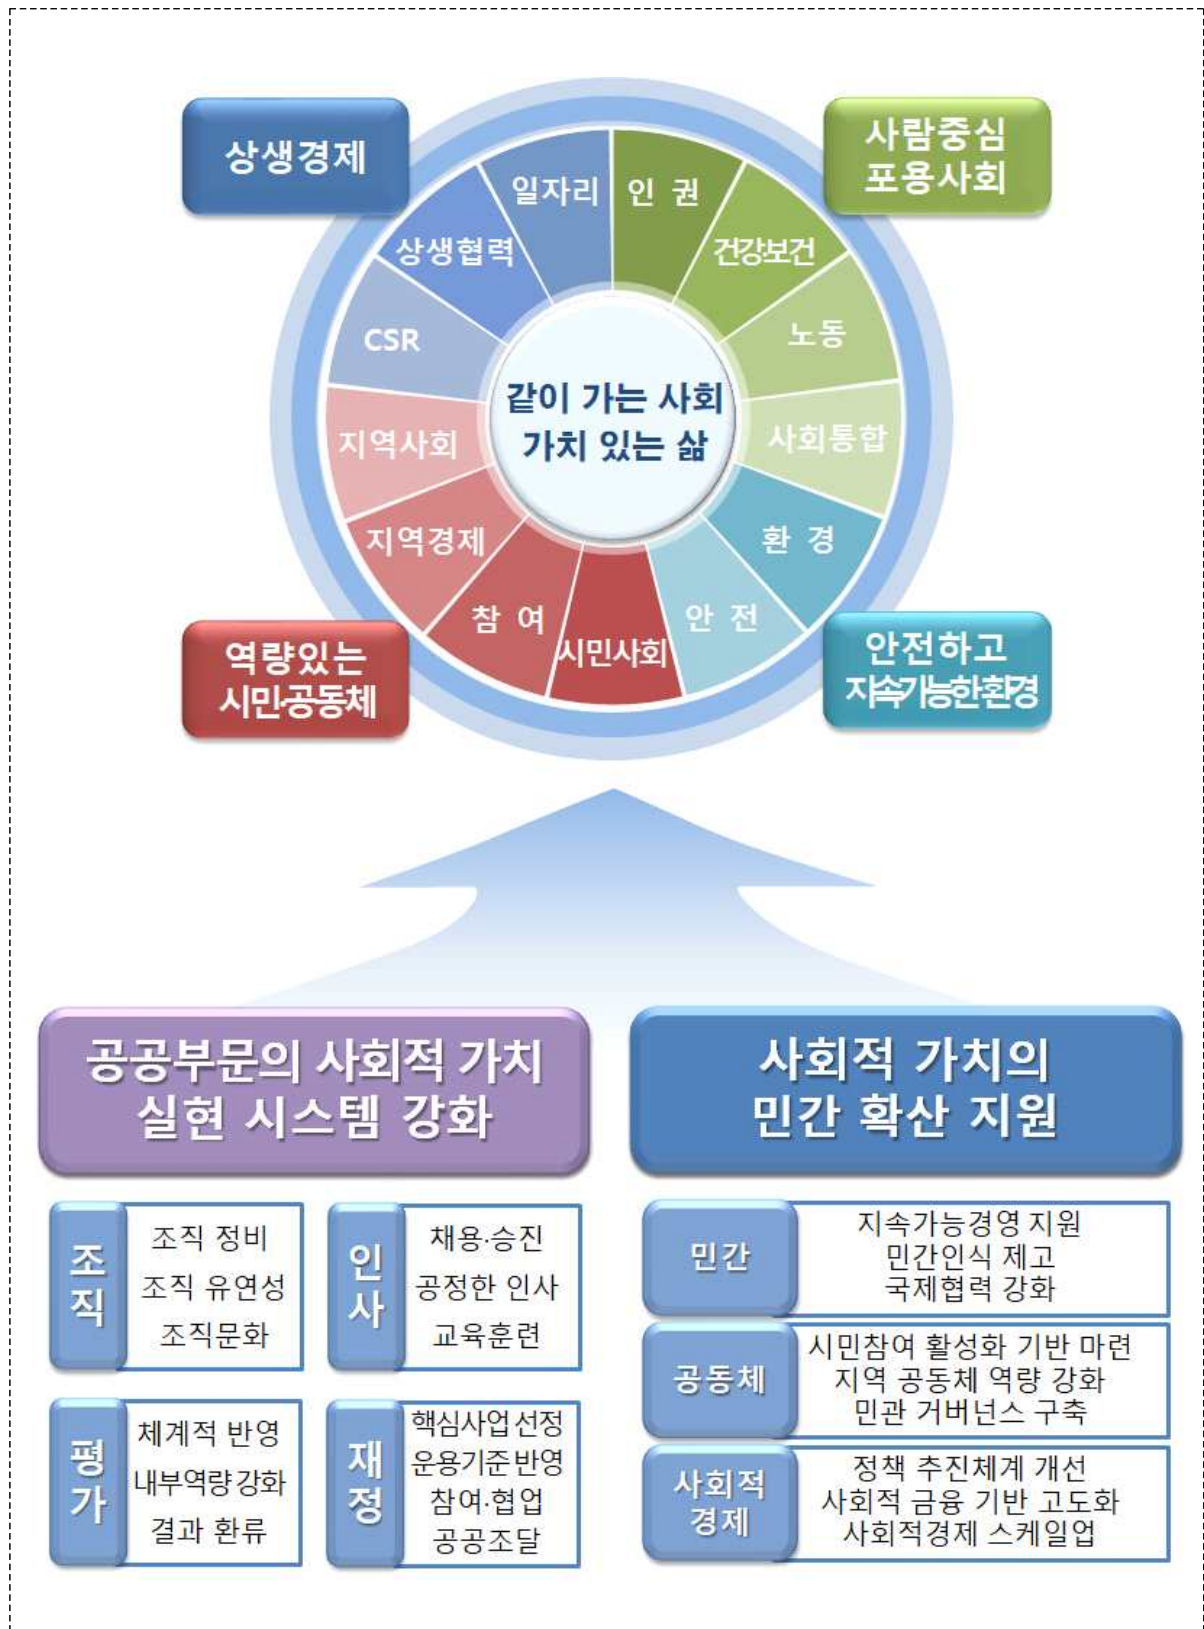 상생경제
사람중심
포용사회
일자리
인 권
상생협력
건강·보건
CSR
노동
같이 가는 사회
가치 있는 삶
지역사회
사회통합
지역경제
환 경
참 여
안 전
시민사회
역량있는
시민·공동체
안전하고
지속가능한 환경
공공부문의 사회적 가치
실현 시스템 강화
사회적 가치의
민간 확산 지원
조직
조직 정비
조직 유연성
조직문화
인사
채용·승진
공정한 인사
교육훈련
평가
체계적 반영
내부역량 강화
결과 환류
재정
핵심사업 선정
운용기준 반영
참여·협업
공공조달
민간
지속가능경영 지원
민간인식 제고
국제협력 강화
공동체
시민참여 활성화 기반 마련
지역 공동체 역량 강화
민관 거버넌스 구축
사회적
경제
정책 추진체계 개선
사회적 금융 기반 고도화
사회적경제 스케일업